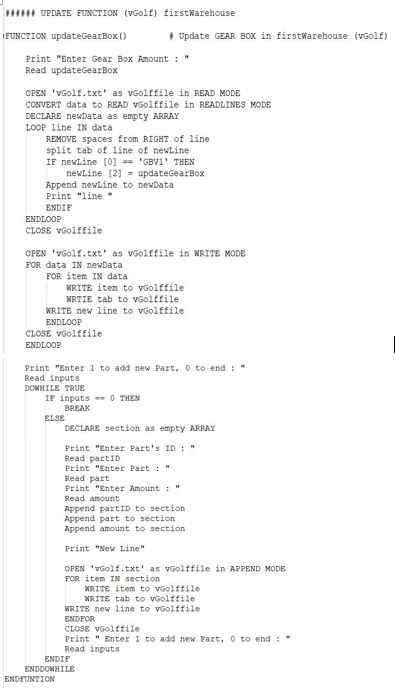 ###### UPDATE FUNCTION (vGolf) firstWarehouse
FUNCTION updateGearBox() # Update GEAR BOX in firstWarehouse (vGolf)
Print "Enter Gear Box Amount : "
Read updateGearBox
OPEN 'vGolf.txt' as vGolffile in READ MODE
CONVERT data to READ vGolffile in READLINES MODE
DECLARE newData as empty ARRAY
LOOP line IN data
REMOVE spaces from RIGHT of line
split tab of line of newLine
IF newLine [0] == 'GBV1' THEN
newLine [2] = updateGearBox
Append newLine to newData
Print "line "
ENDIF
ENDLOOP
CLOSE vGolffile
OPEN 'vGolf.txt' as vGolffile in WRITE MODE
FOR data IN newData
FOR item IN data
WRITE item to vGolffile
WRTIE tab to vGolffile
WRITE new line to vGolffile
ENDLOOP
CLOSE vGolffile
ENDLOOP
Print "Enter 1 to add new Part, 0 to end : "
Read inputs
DOWHILE TRUE
IF inputs == 0 THEN
BREAK
ELSE
DECLARE section as empty ARRAY
Print "Enter Part's ID : "
Read partID
Print "Enter Part : "
Read part
Print "Enter Amount : "
Read amount
Append partID to section
Append part to section
Append amount to section
Print "New Line"
OPEN 'vGolf.txt' as vGolffile in APPEND MODE
FOR item IN section
WRITE item to vGolffile
WRITE tab to vGolffile
WRITE new line to vGolffile
ENDFOR
CLOSE vGolffile
Print " Enter 1 to add new Part, 0 to end : "
Read inputs
ENDIF
ENDDOWHILE
ENDFUNTION